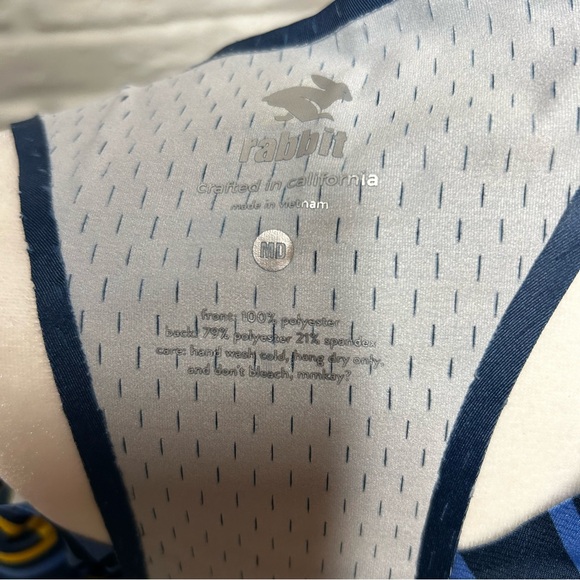 rabbit
crafted in california
made in vietnam
MD
front: 100% polyester
back: 79% polyester 21% spandex
care: hand wash cold, hang dry only.
and don't bleach, mmkay?